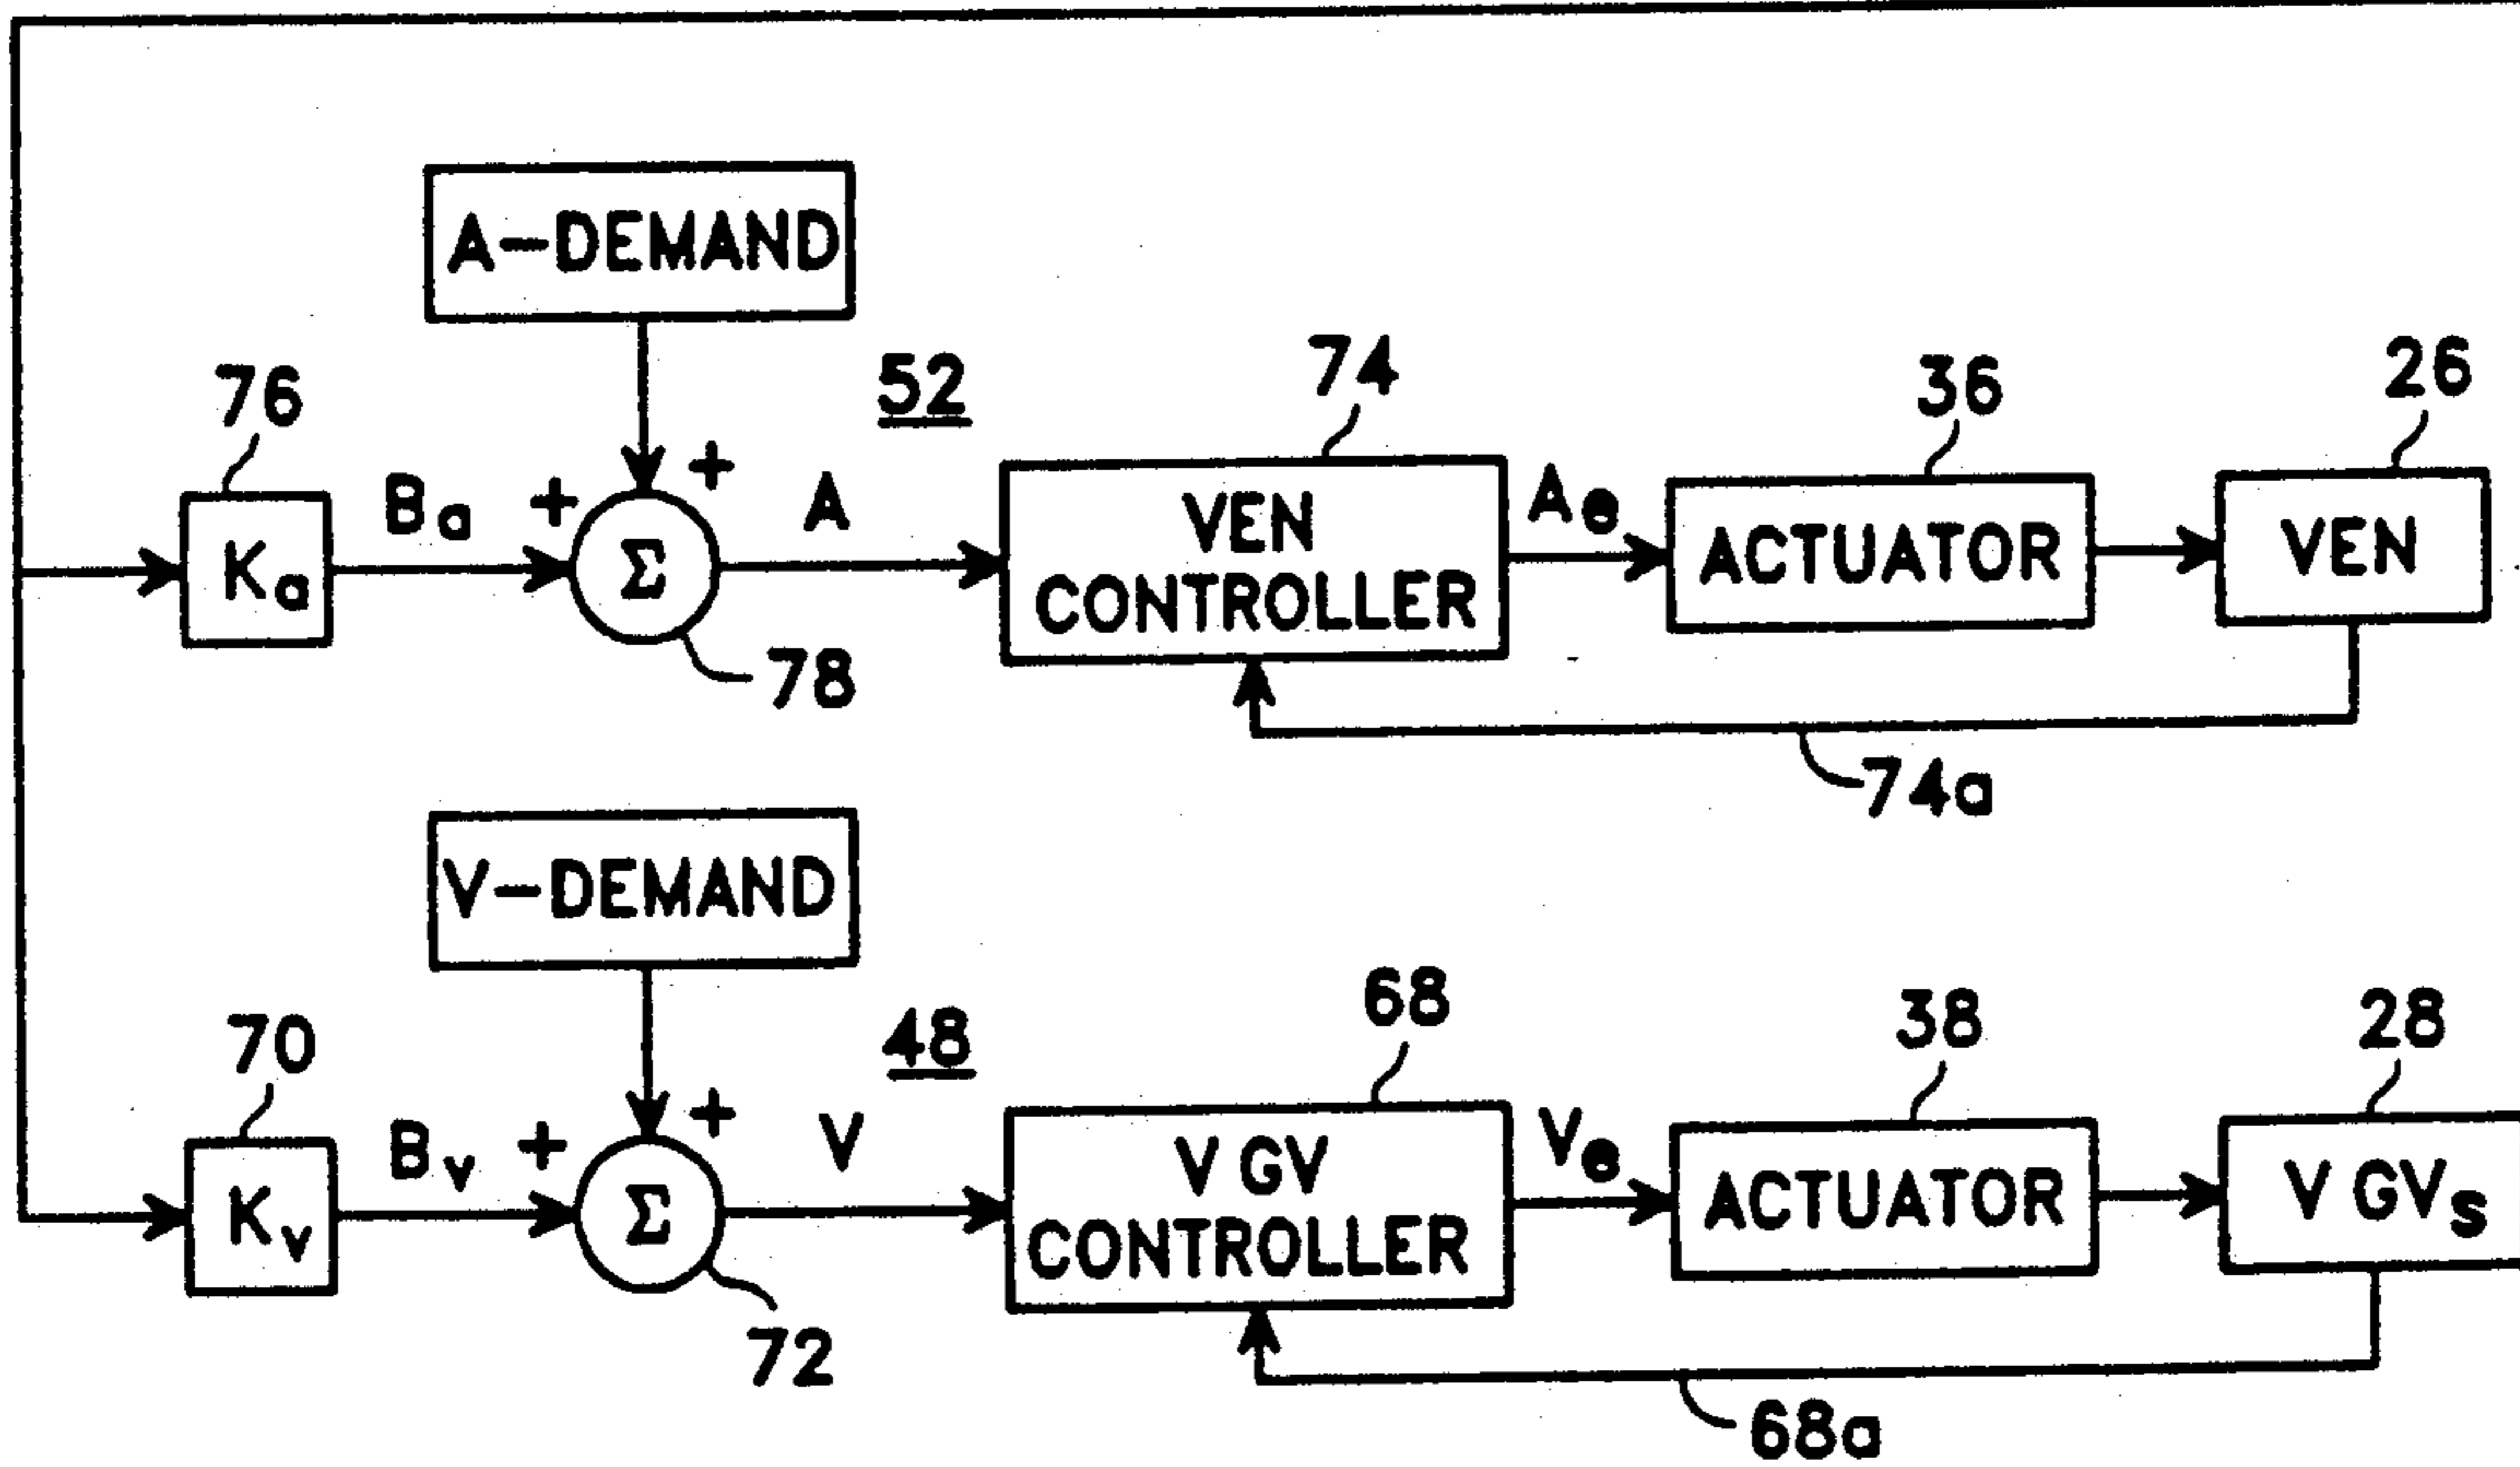 A-DEMAND
76
52
74
36
26
Ba
+
+
A
Ae
Ka
Σ
VEN
CONTROLLER
ACTUATOR
VEN
78
74a
V-DEMAND
70
48
68
38
28
Bv
+
+
V
Ve
Kv
Σ
V GV
CONTROLLER
ACTUATOR
V GVs
72
68a